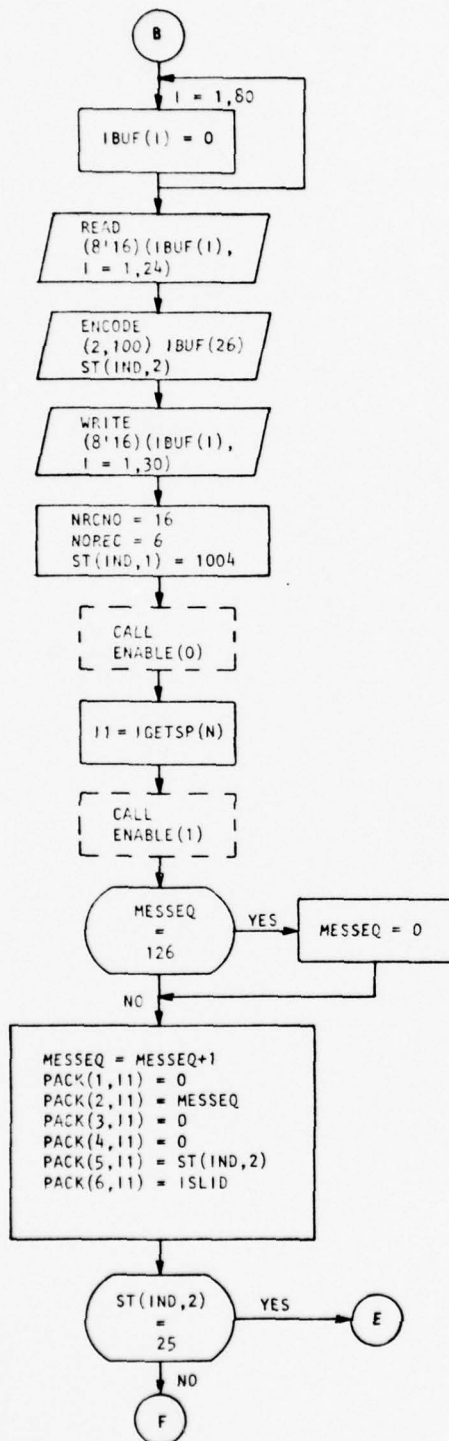 B
I = 1,80
IBUF(I) = 0
READ
(8'16)(IBUF(I),
I = 1,24)
ENCODE
(2,100) IBUF(26)
ST(IND,2)
WRITE
(8'16)(IBUF(I),
I = 1,30)
NRCNO = 16
NOREC = 6
ST(IND,1) = 1004
CALL
ENABLE(0)
I1 = IGETSP(N)
CALL
ENABLE(1)
MESSEQ
=
126
YES
MESSEQ = 0
NO
MESSEQ = MESSEQ+1
PACK(1,I1) = 0
PACK(2,I1) = MESSEQ
PACK(3,I1) = 0
PACK(4,I1) = 0
PACK(5,I1) = ST(IND,2)
PACK(6,I1) = ISLID
ST(IND,2)
=
25
YES
E
NO
F